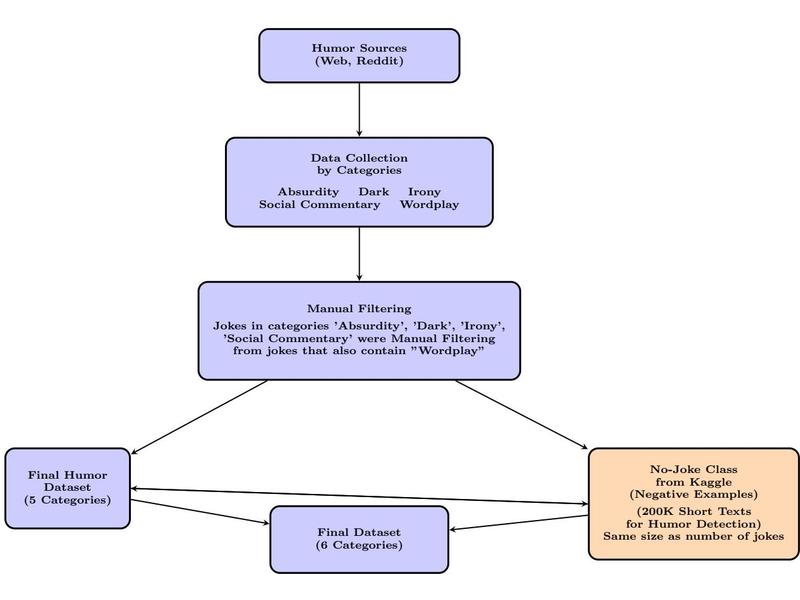 Humor Sources
(Web, Reddit)
Data Collection
by Categories
Absurdity Dark Irony
Social Commentary Wordplay
Manual Filtering
Jokes in categories 'Absurdity', 'Dark', 'Irony',
'Social Commentary' were Manual Filtering
from jokes that also contain "Wordplay"
Final Humor
Dataset
(5 Categories)
No-Joke Class
from Kaggle
(Negative Examples)
(200K Short Texts
for Humor Detection)
Same size as number of jokes
Final Dataset
(6 Categories)